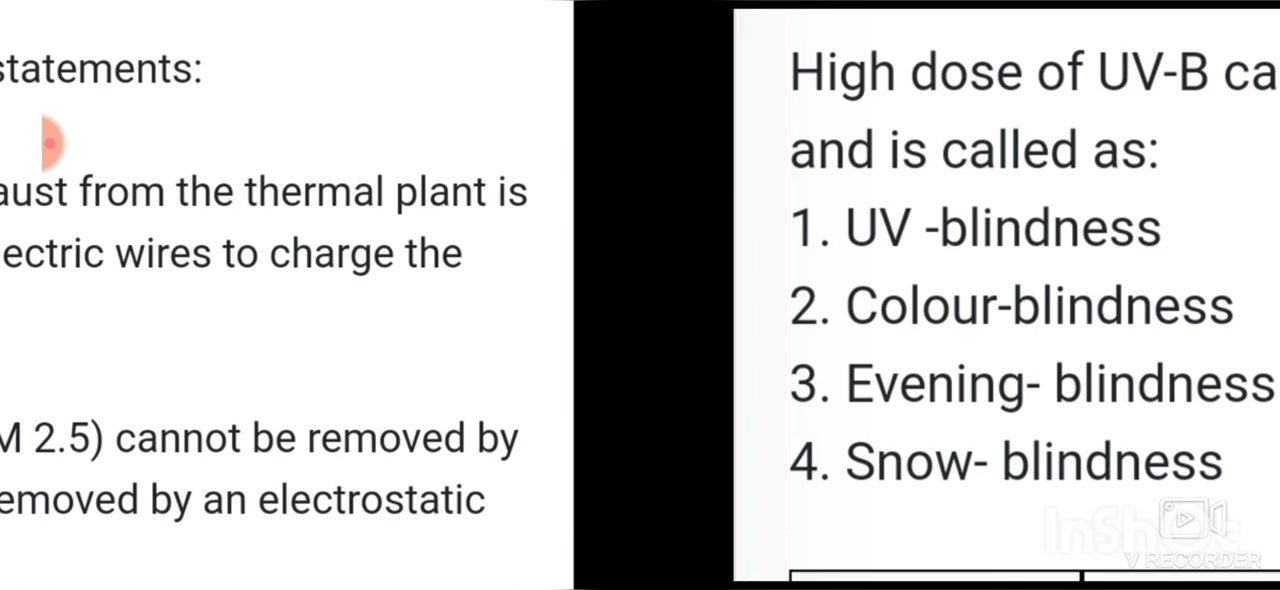 statements:
aust from the thermal plant is
ectric wires to charge the
M 2.5) cannot be removed by
emoved by an electrostatic
High dose of UV-B ca
and is called as:
1. UV -blindness
2. Colour-blindness
3. Evening- blindness
4. Snow- blindness
InShOt
V RECORDER